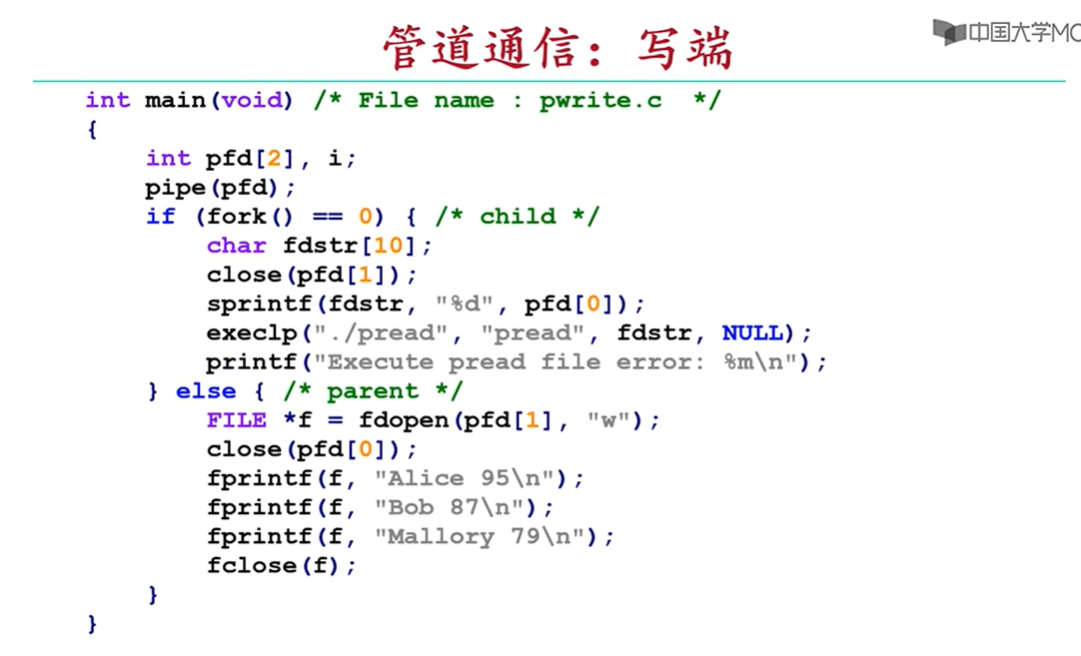 管道通信：写端
中国大学MO
int main(void) /* File name : pwrite.c  */
{
    int pfd[2], i;
    pipe(pfd);
    if (fork() == 0) { /* child */
        char fdstr[10];
        close(pfd[1]);
        sprintf(fdstr, "%d", pfd[0]);
        execlp("./pread", "pread", fdstr, NULL);
        printf("Execute pread file error: %m\n");
    } else { /* parent */
        FILE *f = fdopen(pfd[1], "w");
        close(pfd[0]);
        fprintf(f, "Alice 95\n");
        fprintf(f, "Bob 87\n");
        fprintf(f, "Mallory 79\n");
        fclose(f);
    }
}